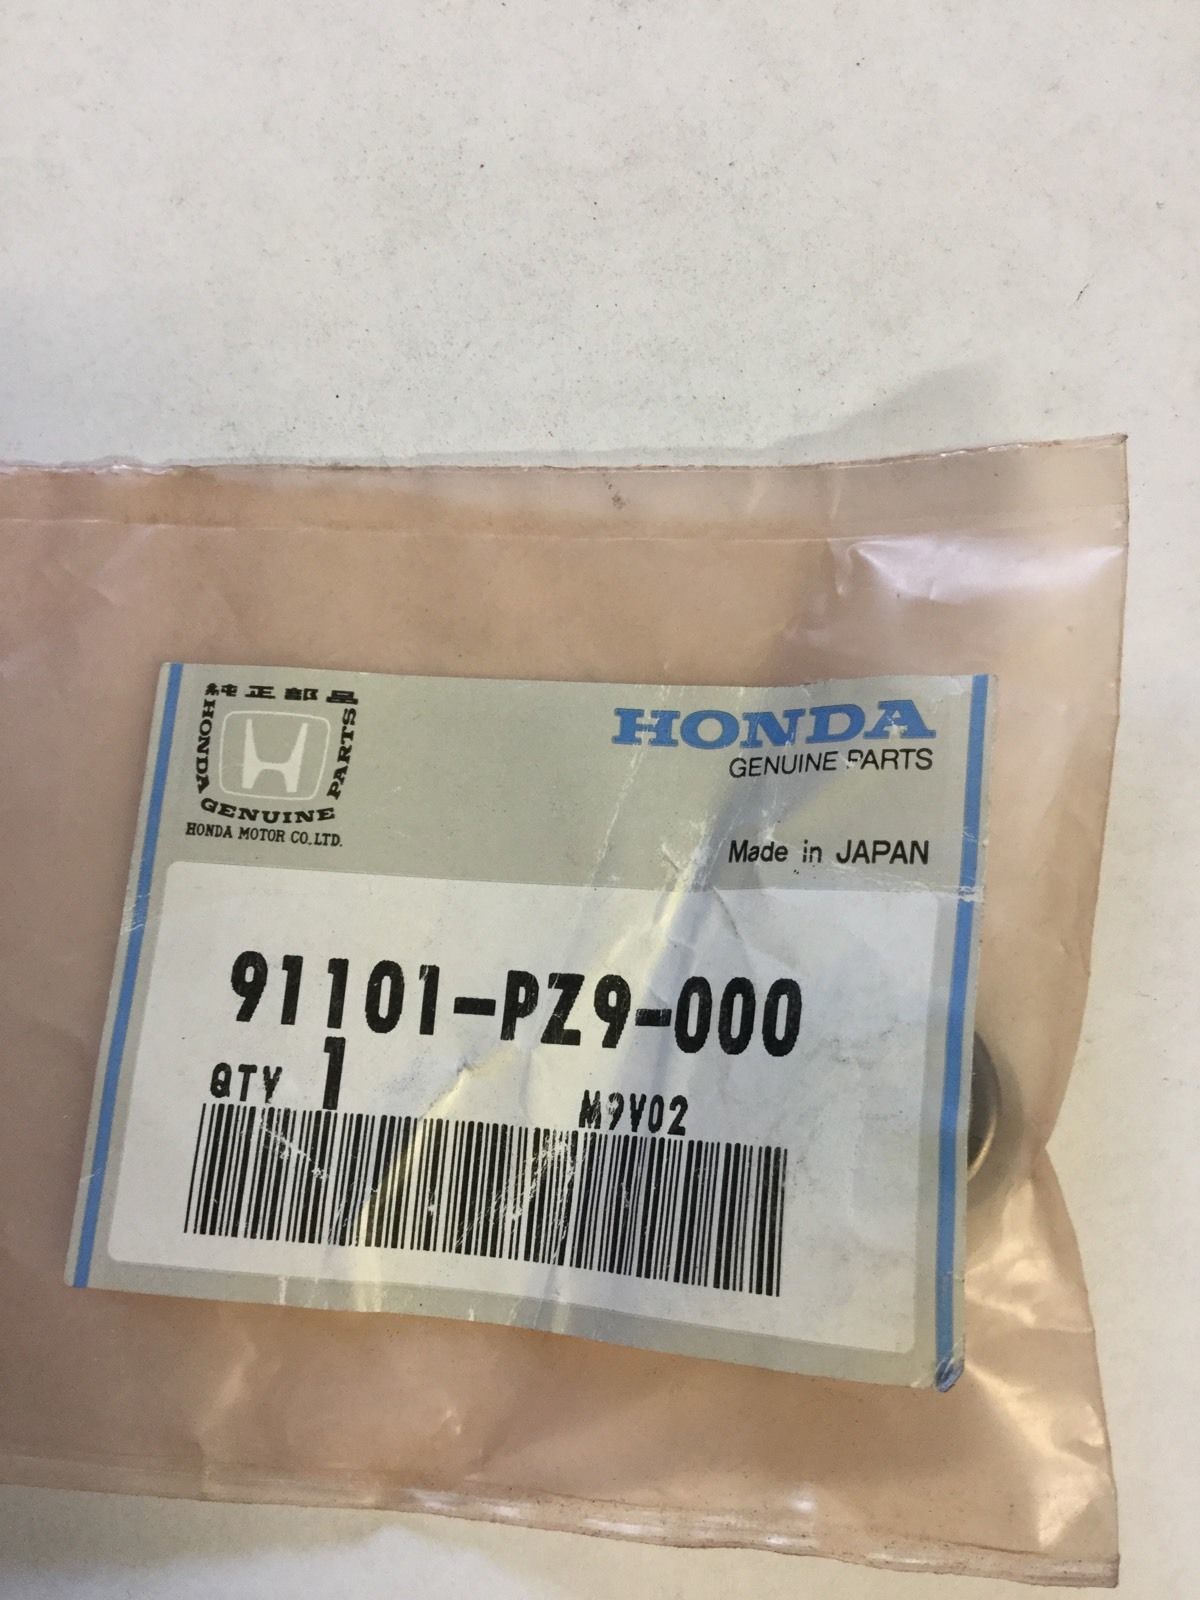 純正部品
HONDA GENUINE PARTS
HONDA MOTOR CO.,LTD.
HONDA
GENUINE PARTS
Made in JAPAN
91101-PZ9-000
QTY 1
M9V02